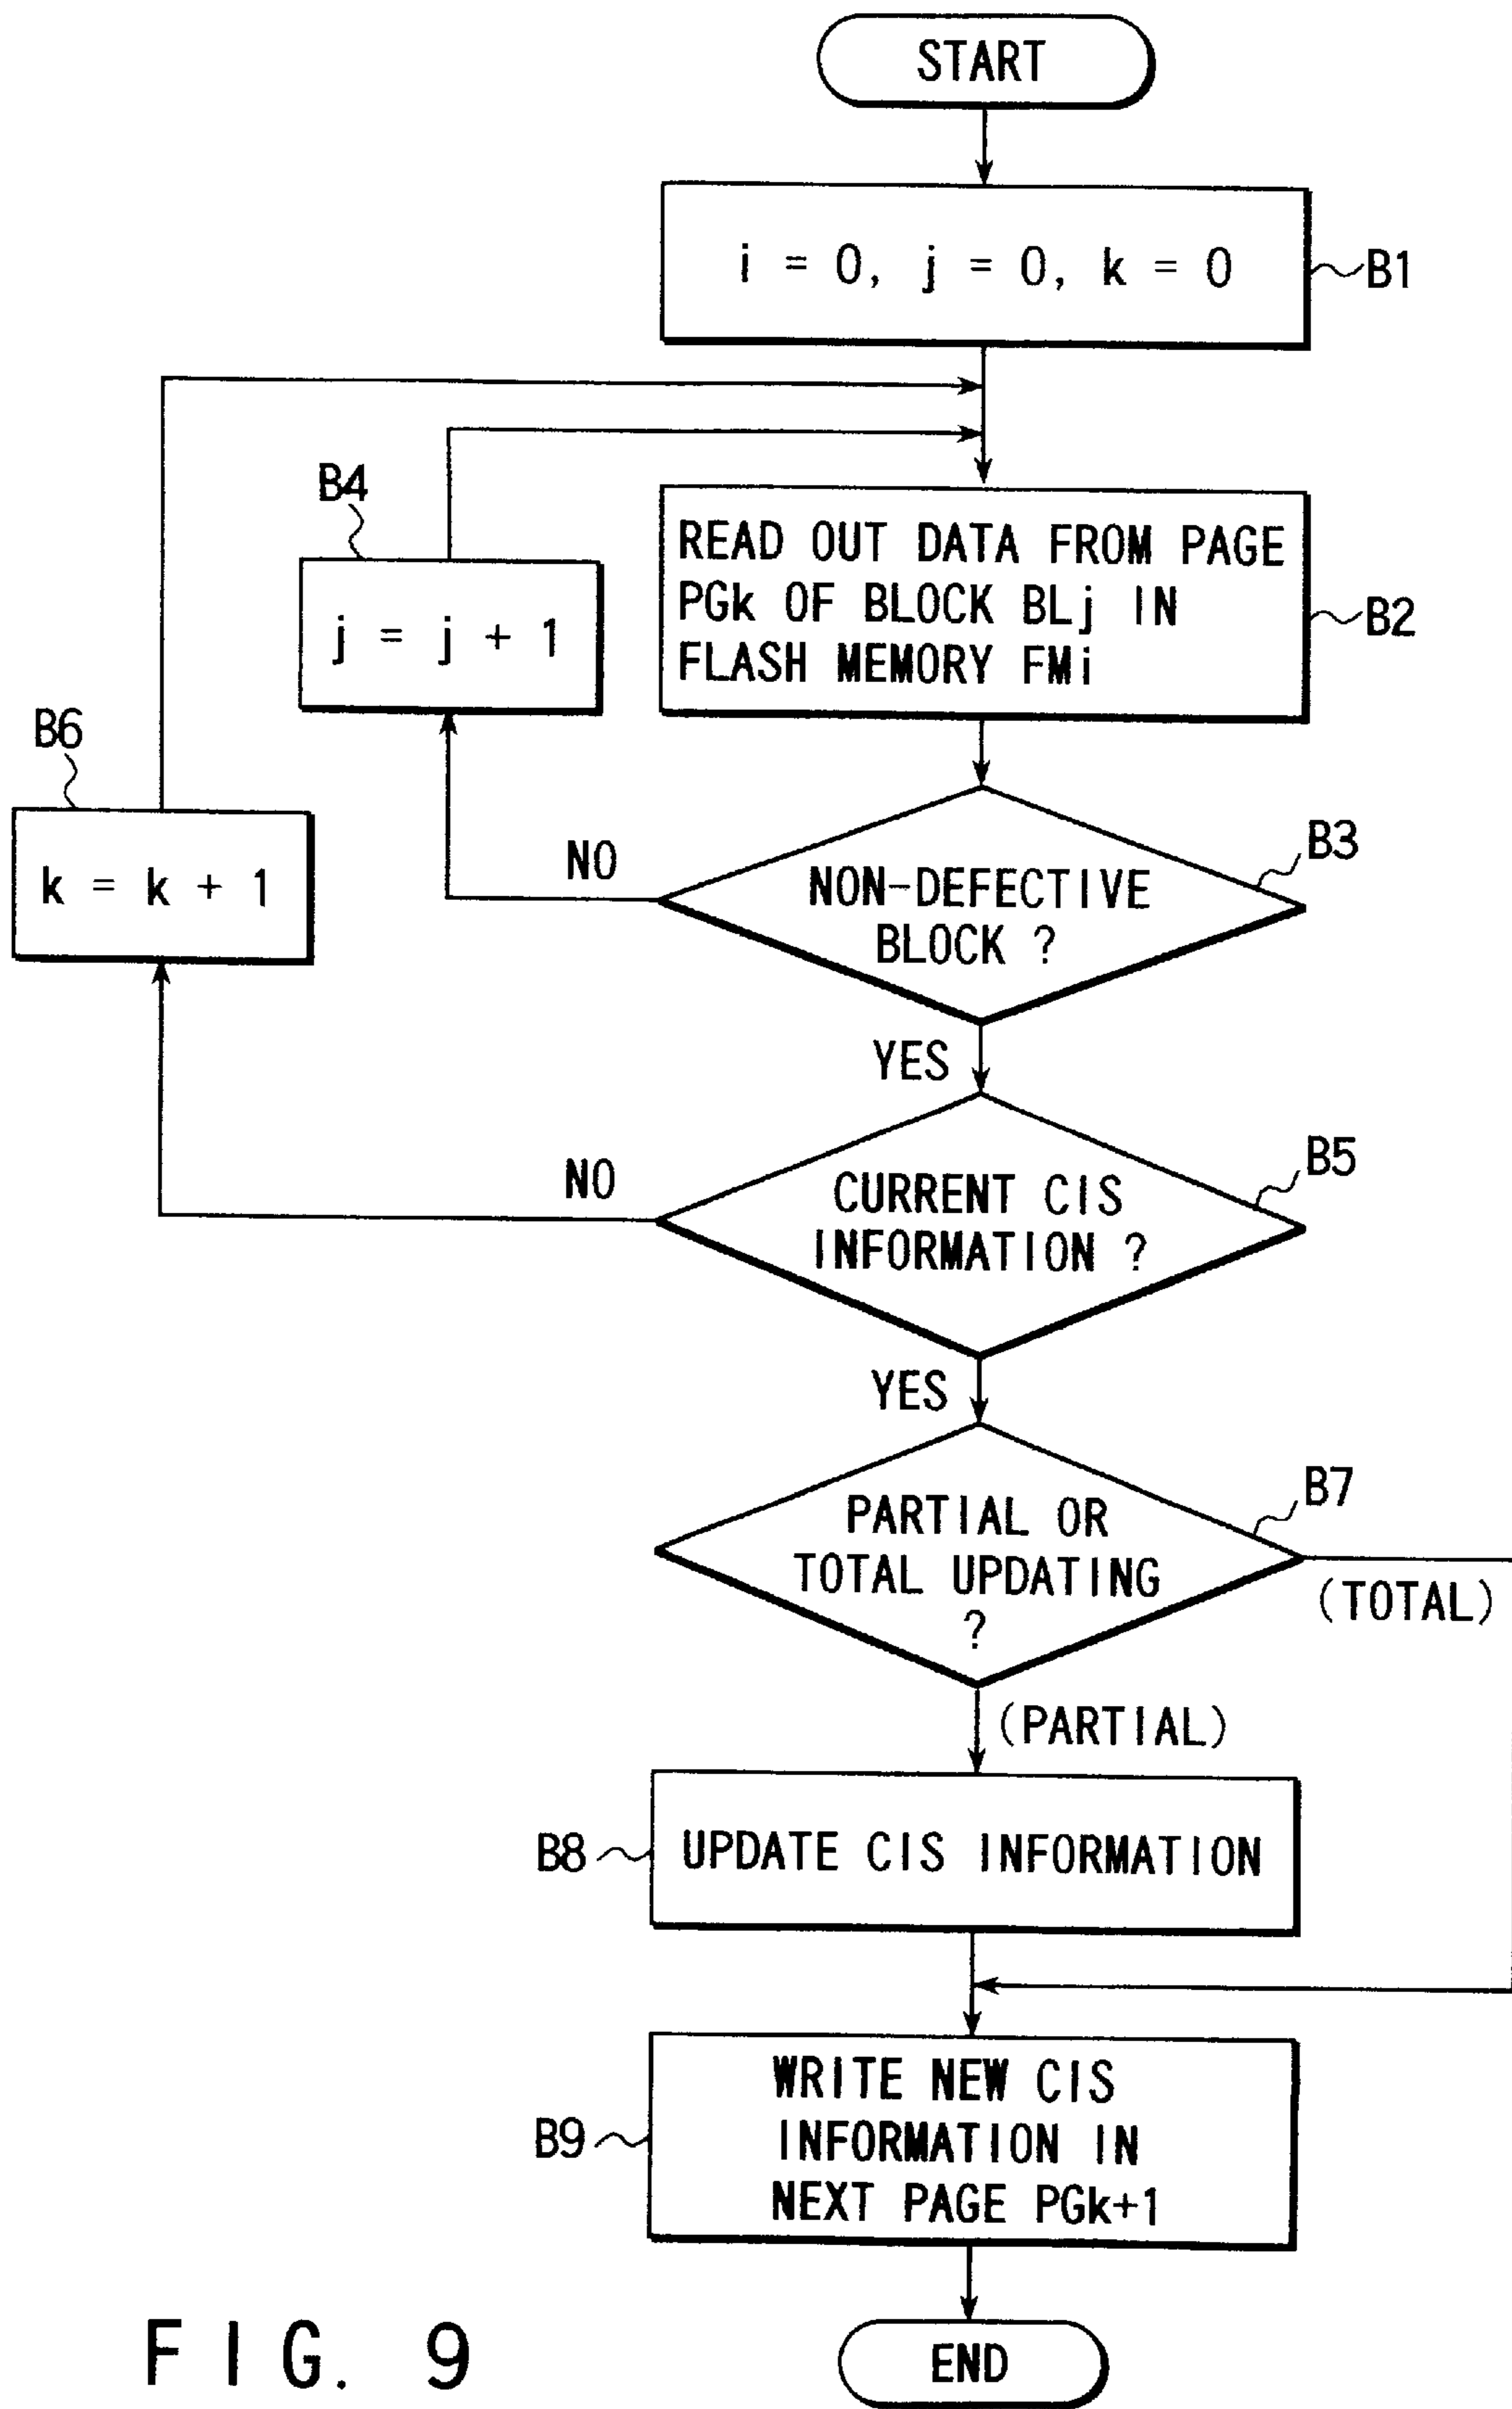 START
i = 0, j = 0, k = 0
B1
B4
READ OUT DATA FROM PAGE
PGk OF BLOCK BLj IN
FLASH MEMORY FMi
B2
j = j + 1
B6
k = k + 1
NO
NON-DEFECTIVE
BLOCK ?
B3
YES
NO
CURRENT CIS
INFORMATION ?
B5
YES
PARTIAL OR
TOTAL UPDATING
?
B7
(TOTAL)
(PARTIAL)
B8
UPDATE CIS INFORMATION
WRITE NEW CIS
INFORMATION IN
NEXT PAGE PGk+1
B9
END
FIG. 9